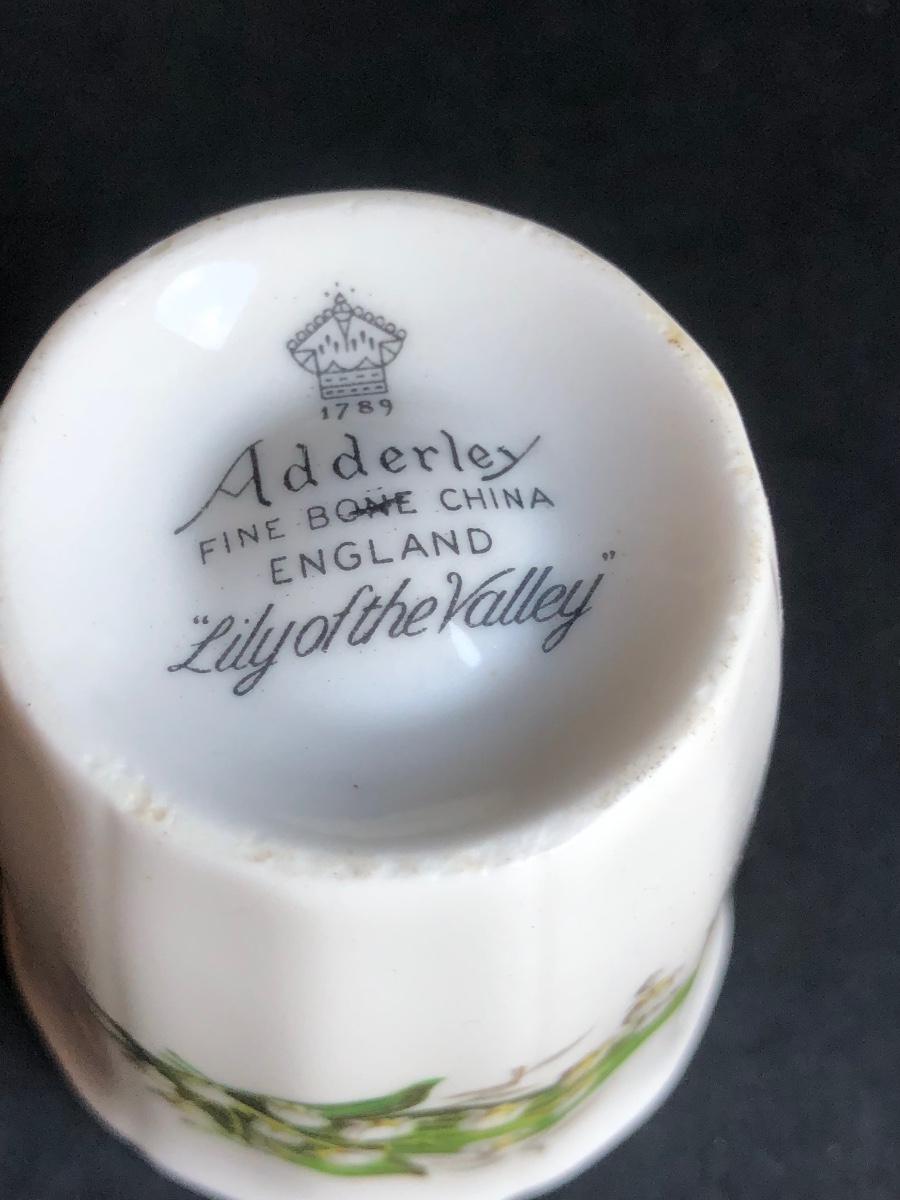 1789
Adderley
FINE BONE CHINA
ENGLAND
"Lily of the Valley"